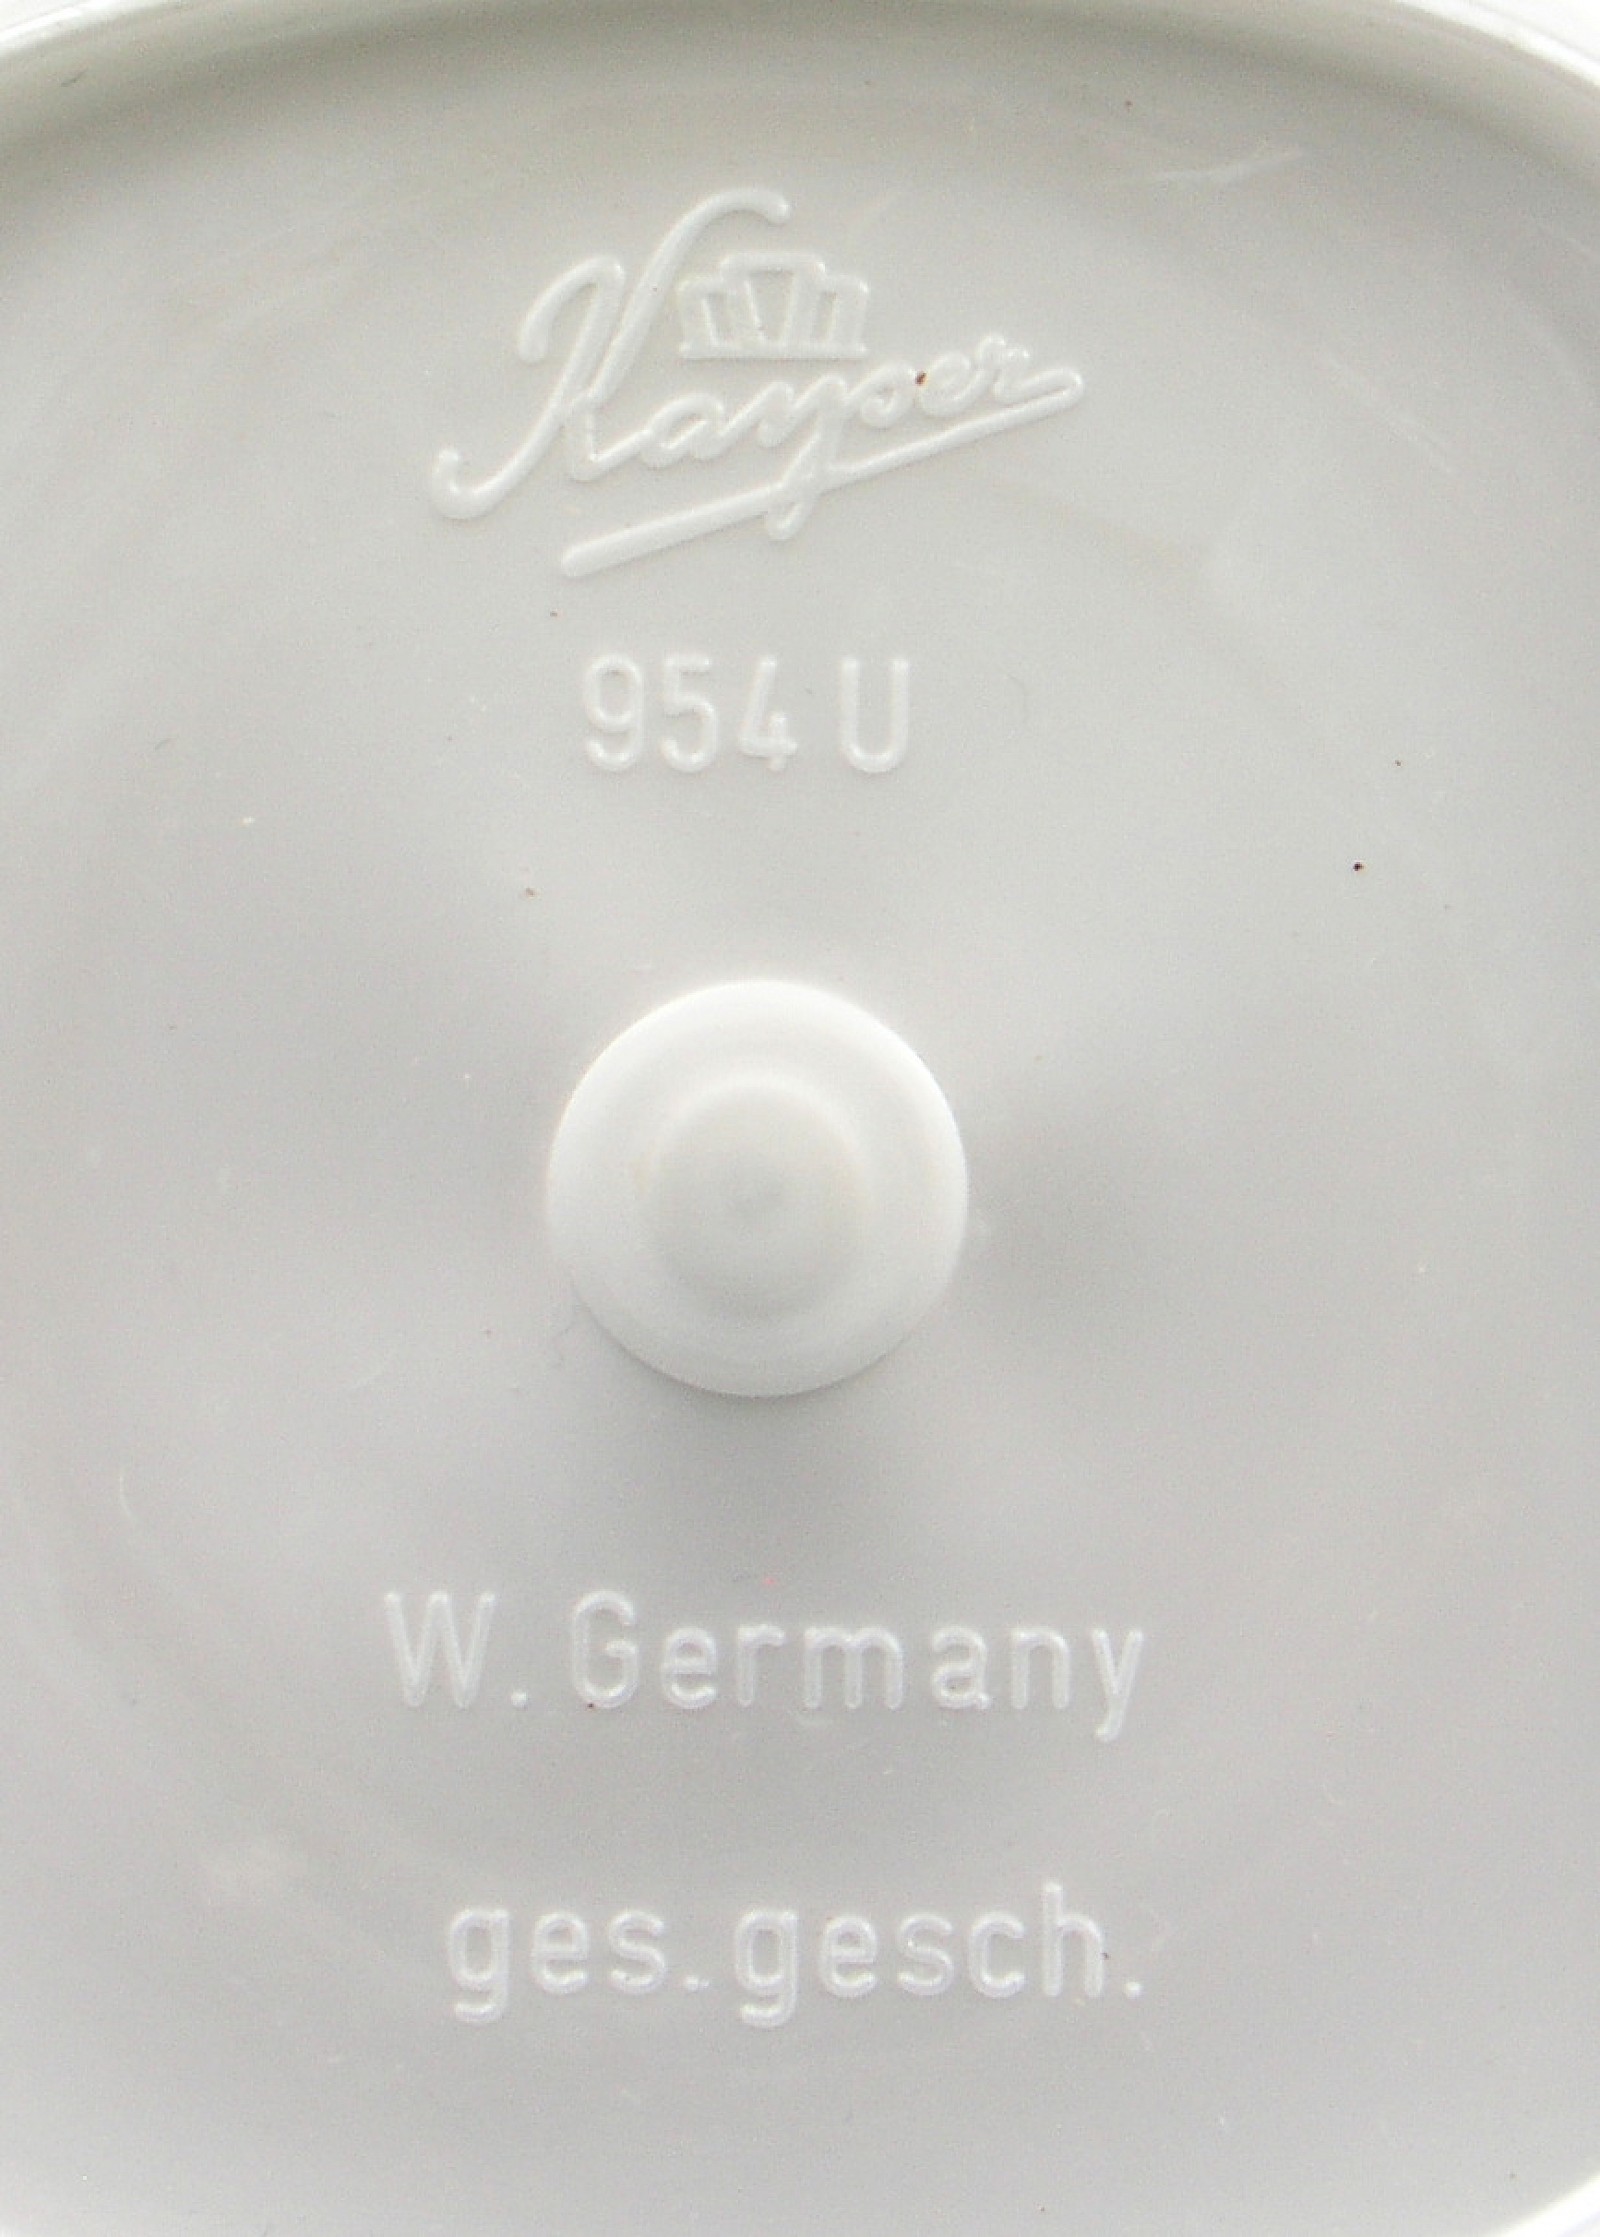 Kayser
954 U
W. Germany
ges. gesch.